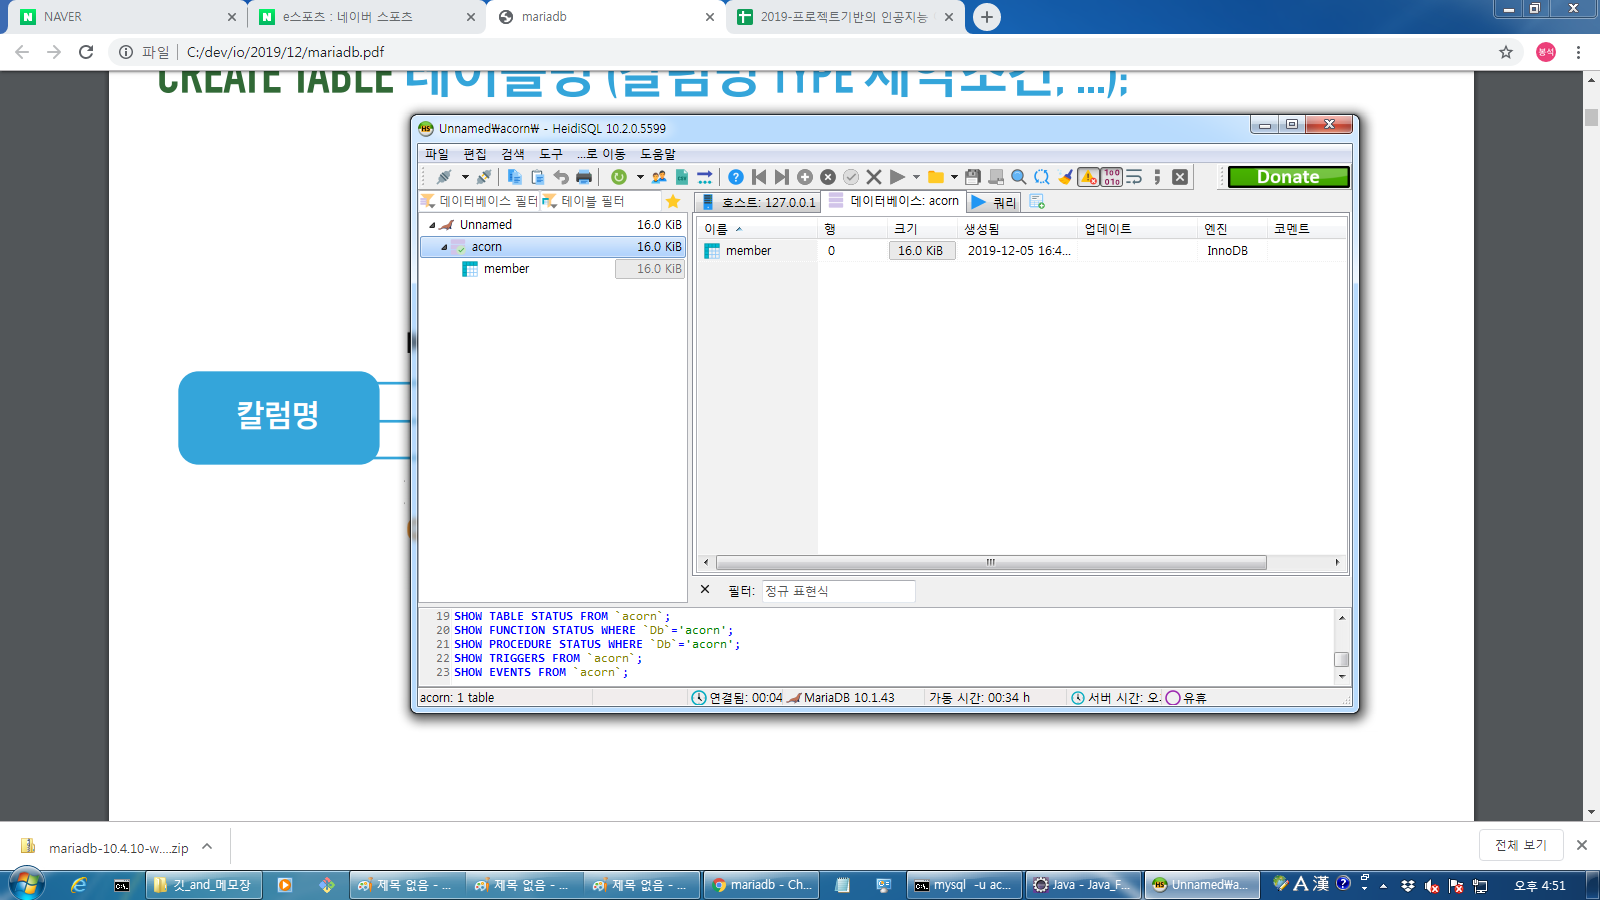 NAVER
e스포츠 : 네이버 스포츠
mariadb
2019-프로젝트기반의 인공지능
파일
C:/dev/io/2019/12/mariadb.pdf
CREATE TABLE 테이블명 (칼럼명 TYPE 제약조건, ...);
칼럼명
Unnamed₩acorn₩ - HeidiSQL 10.2.0.5599
파일 편집 검색 도구 ...로 이동 도움말
Donate
데이터베이스 필터 테이블 필터
호스트: 127.0.0.1 데이터베이스: acorn 쿼리
Unnamed 16.0 KiB
acorn 16.0 KiB
member 16.0 KiB
이름 행 크기 생성됨 업데이트 엔진 코멘트
member 0 16.0 KiB 2019-12-05 16:4... InnoDB
필터: 정규 표현식
19 SHOW TABLE STATUS FROM `acorn`;
20 SHOW FUNCTION STATUS WHERE `Db`='acorn';
21 SHOW PROCEDURE STATUS WHERE `Db`='acorn';
22 SHOW TRIGGERS FROM `acorn`;
23 SHOW EVENTS FROM `acorn`;
acorn: 1 table 연결됨: 00:04 MariaDB 10.1.43 가동 시간: 00:34 h 서버 시간: 오 유휴
mariadb-10.4.10-w....zip
전체 보기
깃_and_메모장
제목 없음 - ...
제목 없음 - ...
제목 없음 - ...
mariadb - Ch...
mysql -u ac...
Java - Java_F...
Unnamed₩a...
A 漢
오후 4:51